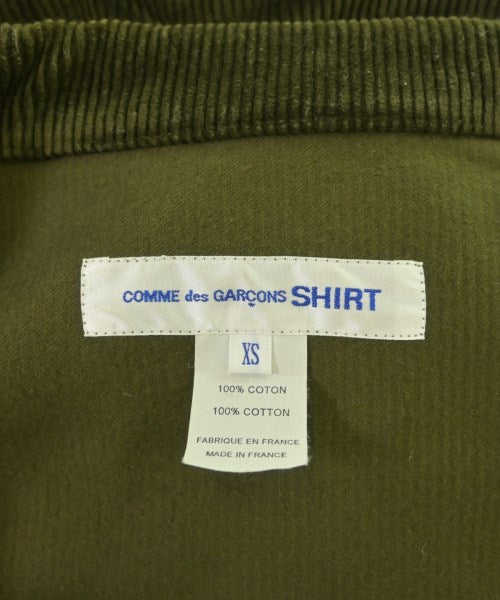 COMME des GARÇONS SHIRT
XS
100% COTON
100% COTTON
FABRIQUE EN FRANCE
MADE IN FRANCE